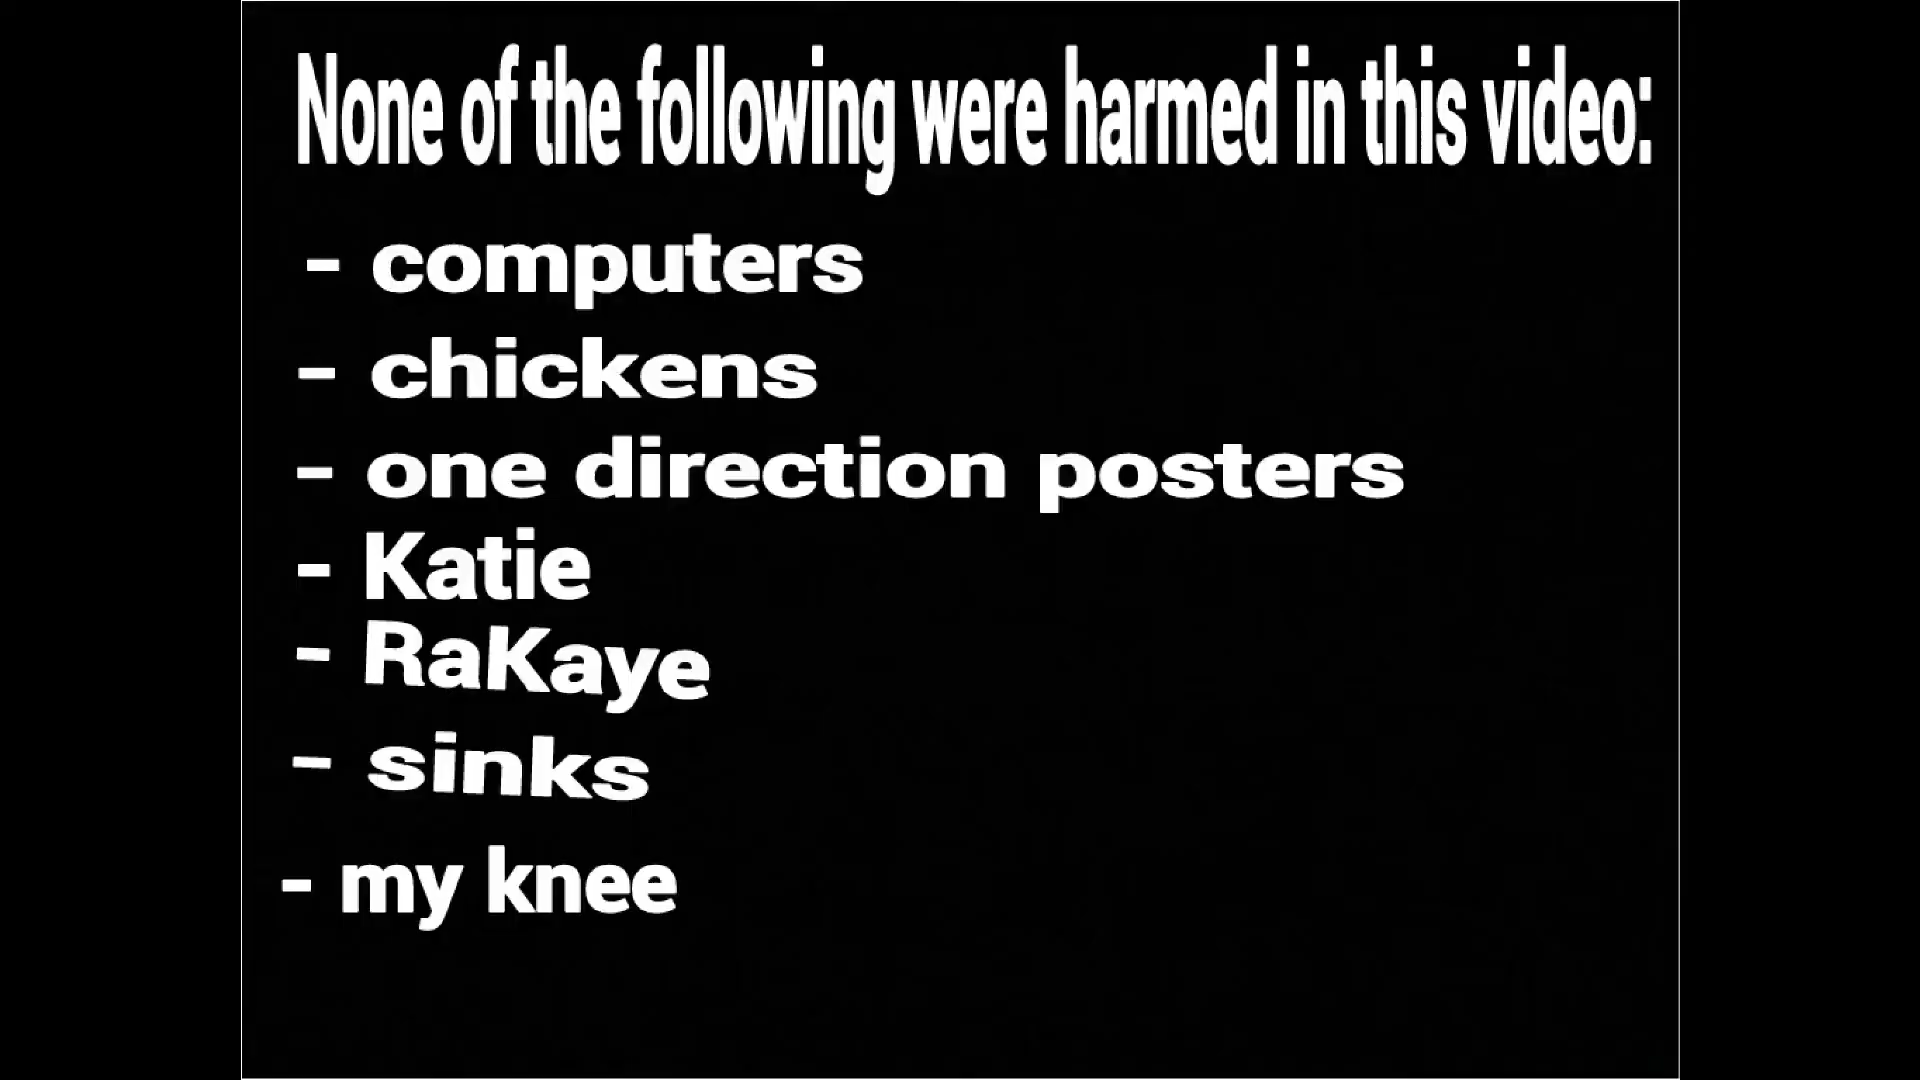 None of the following were harmed in this video:
- computers
- chickens
- one direction posters
- Katie
- RaKaye
- sinks
- my knee